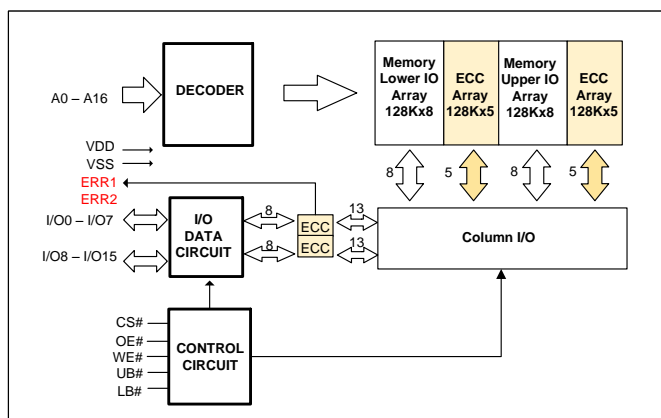 A0 – A16
DECODER
Memory
Lower IO
Array
128Kx8
ECC
Array
128Kx5
Memory
Upper IO
Array
128Kx8
ECC
Array
128Kx5
VDD
VSS
ERR1
ERR2
8
5
8
5
I/O0 – I/O7
I/O8 – I/O15
I/O
DATA
CIRCUIT
8
8
ECC
ECC
13
13
Column I/O
CS#
OE#
WE#
UB#
LB#
CONTROL
CIRCUIT